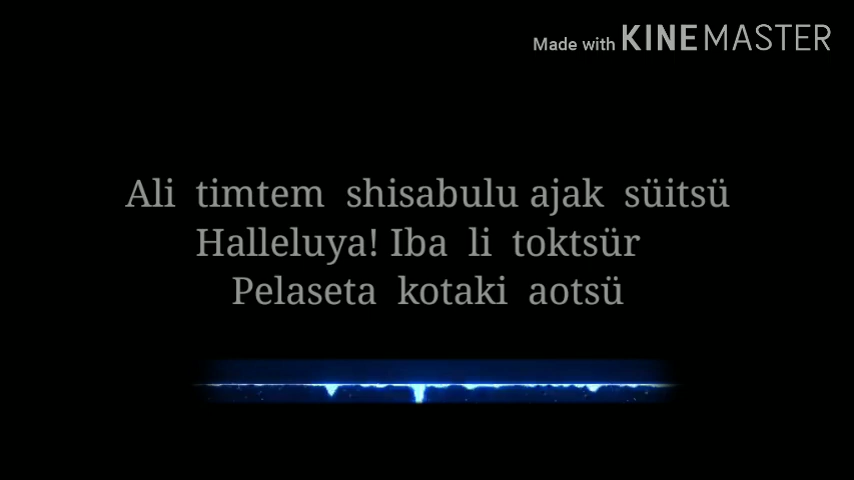 Made with KINEMASTER
Ali timtem shisabulu ajak süitsü
Halleluya! Iba li toktsür
Pelaseta kotaki aotsü